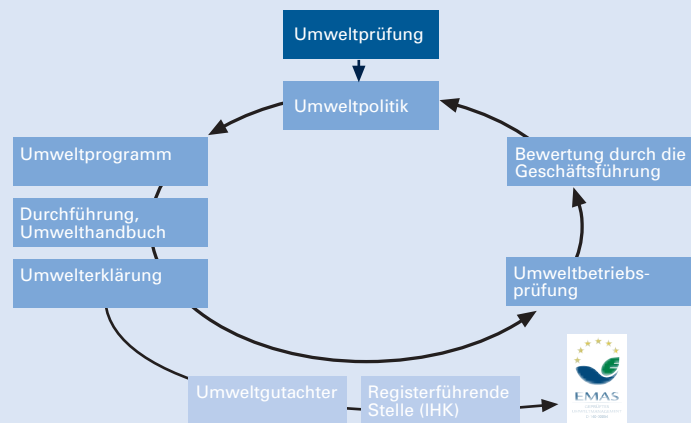 Umweltprüfung
Umweltpolitik
Umweltprogramm
Bewertung durch die
Geschäftsführung
Durchführung,
Umwelthandbuch
Umwelterklärung
Umweltbetriebs-
prüfung
Umweltgutachter
Registerführende
Stelle (IHK)
EMAS